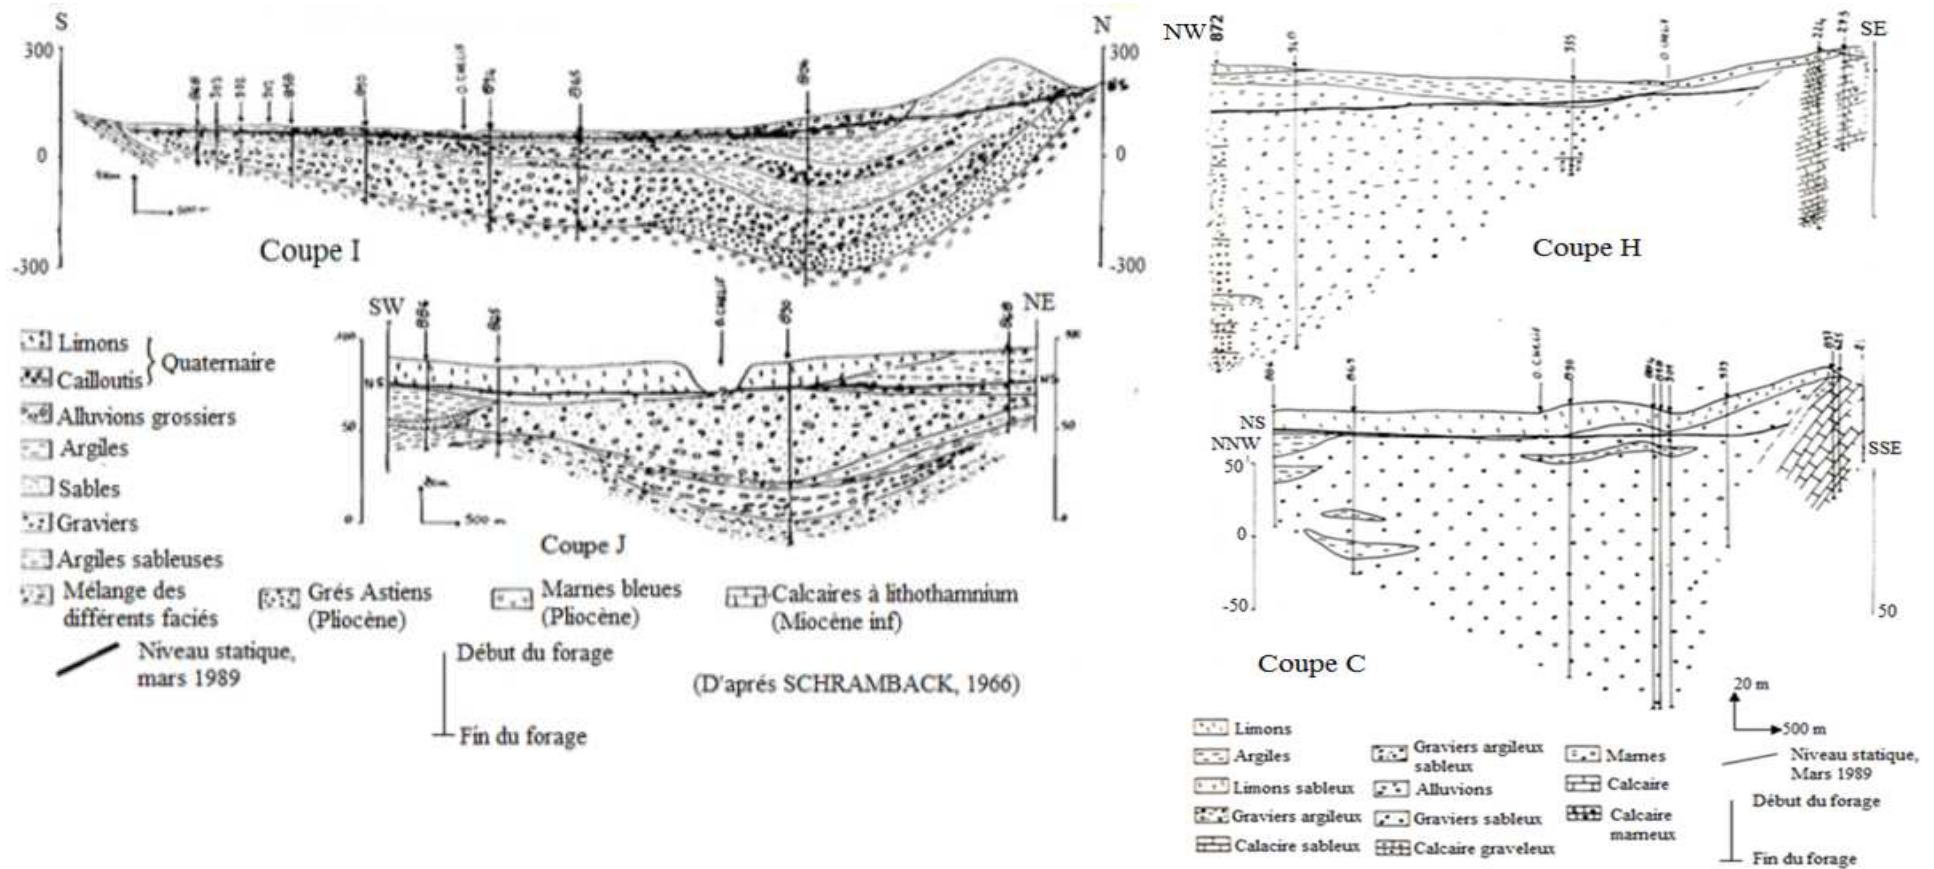 S
N
300
300
0
0
-300
-300
500 m
Coupe I
SW
NE
50
50
0
500 m
Coupe J
Limons
Quaternaire
Cailloutis
Alluvions grossiers
Argiles
Sables
Graviers
Argiles sableuses
Mélange des
différents faciés
Grés Astiens
(Pliocène)
Marnes bleues
(Pliocène)
Calcaires à lithothamnium
(Miocène inf)
Niveau statique,
mars 1989
Début du forage
Fin du forage
(D'aprés SCHRAMBACK, 1966)
NW
872
SE
Coupe H
NS
NNW
SSE
50
0
-50
50
Coupe C
20 m
500 m
Limons
Argiles
Limons sableux
Graviers argileux
Calacire sableux
Graviers argileux
sableux
Alluvions
Graviers sableux
Calcaire graveleux
Marnes
Calcaire
Calcaire
marneux
Niveau statique,
Mars 1989
Début du forage
Fin du forage